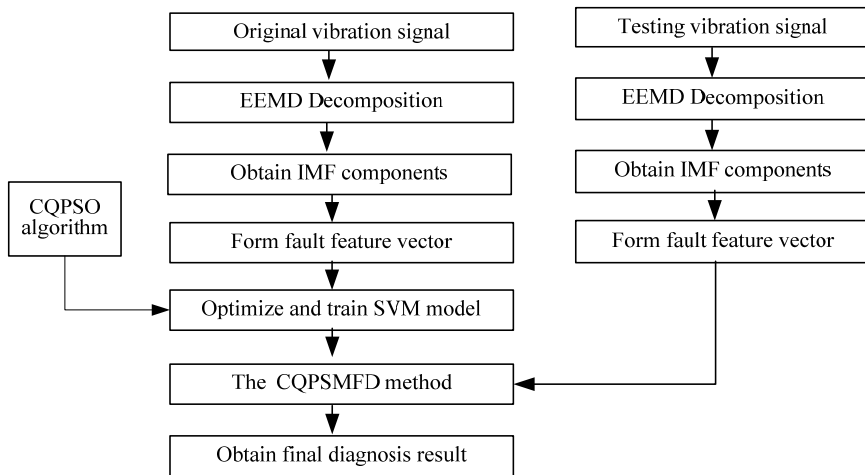 Original vibration signal
EEMD Decomposition
Obtain IMF components
Form fault feature vector
CQPSO
algorithm
Optimize and train SVM model
The CQPSMFD method
Obtain final diagnosis result
Testing vibration signal
EEMD Decomposition
Obtain IMF components
Form fault feature vector